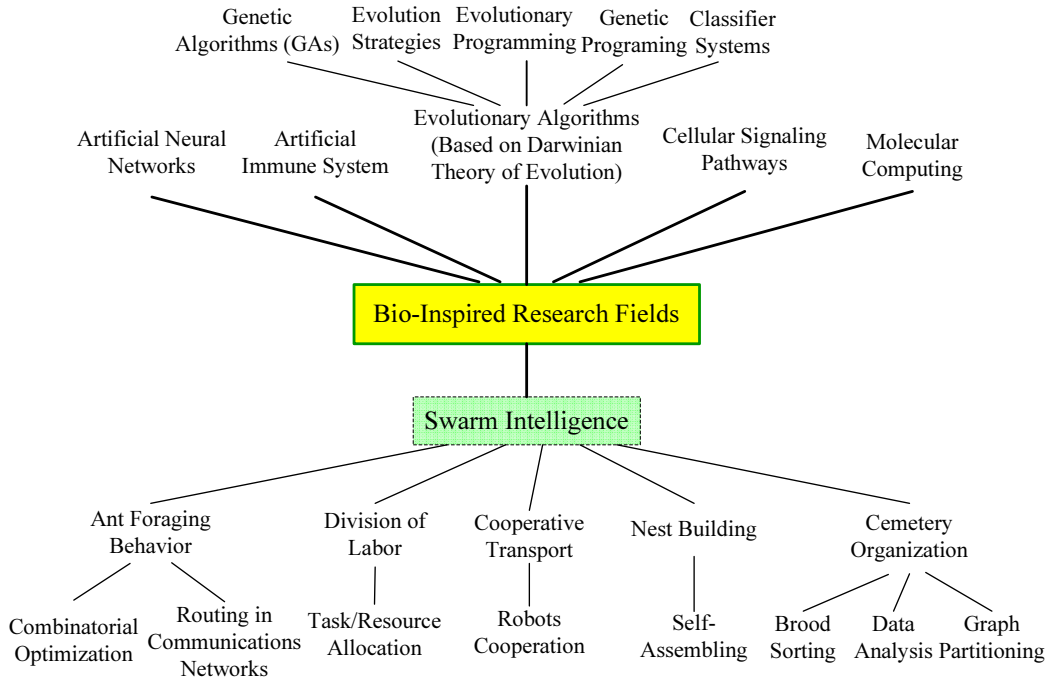 Genetic
Algorithms (GAs)
Evolution
Strategies
Evolutionary
Programming
Genetic
Programing
Classifier
Systems
Artificial Neural
Networks
Artificial
Immune System
Evolutionary Algorithms
(Based on Darwinian
Theory of Evolution)
Cellular Signaling
Pathways
Molecular
Computing
Bio-Inspired Research Fields
Swarm Intelligence
Ant Foraging
Behavior
Division of
Labor
Cooperative
Transport
Nest Building
Cemetery
Organization
Combinatorial
Optimization
Routing in
Communications
Networks
Task/Resource
Allocation
Robots
Cooperation
Self-
Assembling
Brood
Sorting
Data
Analysis
Graph
Partitioning